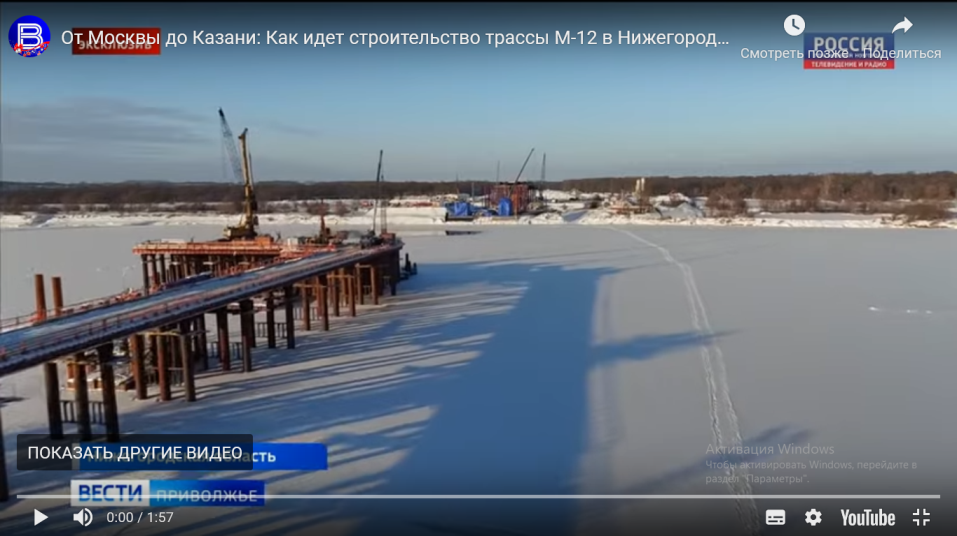 От Москвы до Казани: Как идет строительство трассы М-12 в Нижегород...
ЭКСКЛЮЗИВ
РОССИЯ
ТЕЛЕВИДЕНИЕ И РАДИО
Смотреть позже
Поделиться
ПОКАЗАТЬ ДРУГИЕ ВИДЕО
Активация Windows
Чтобы активировать Windows, перейдите в
раздел "Параметры".
ВЕСТИ ПРИВОЛЖЬЕ
0:00 / 1:57
YouTube